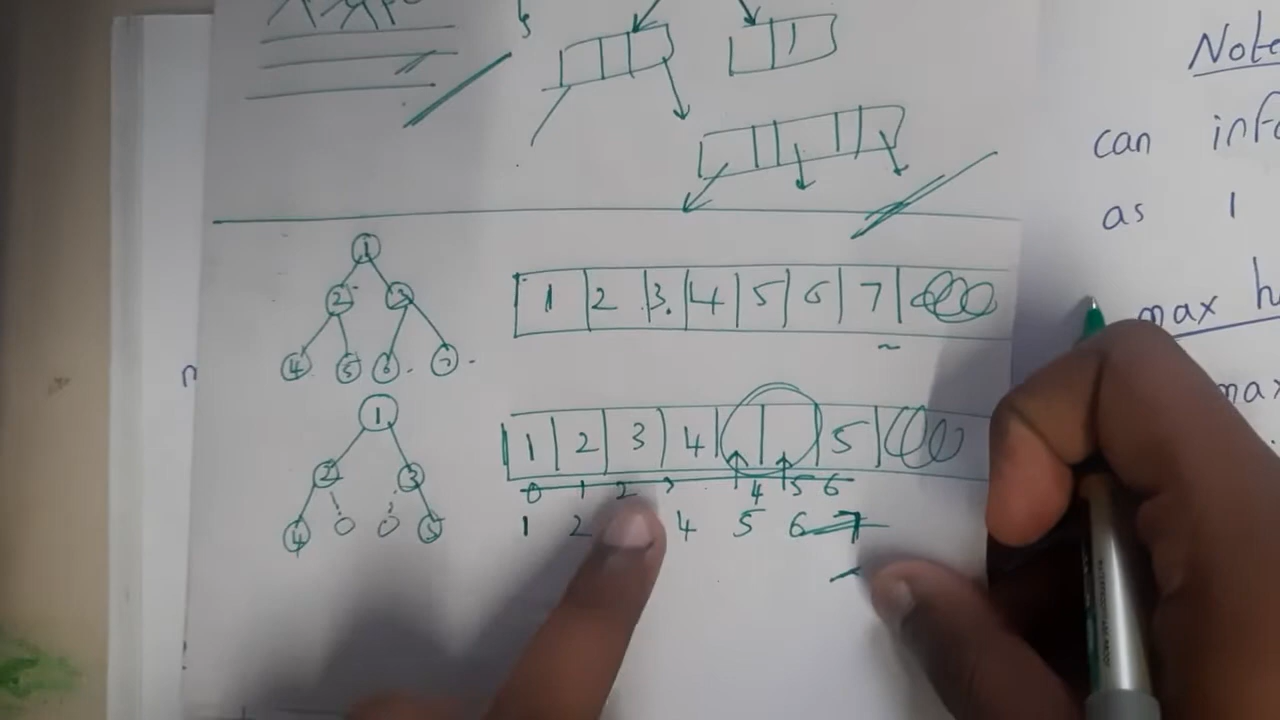 Note
can inf
as 1
max h
max
n
1
2 3
4 5 6 7
1 2 3 4 5 6 7
1
2 3
4 5
1 2 3 4 5
0 1 2 4 5 6
1 2 4 5 6 7